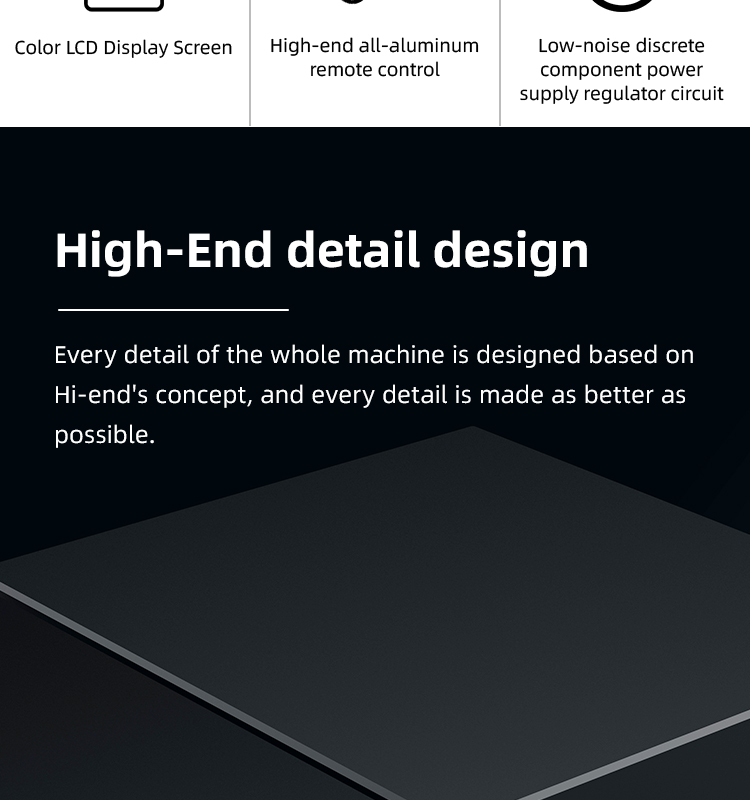 Color LCD Display Screen
High-end all-aluminum
remote control
Low-noise discrete
component power
supply regulator circuit
High-End detail design
Every detail of the whole machine is designed based on
Hi-end's concept, and every detail is made as better as
possible.